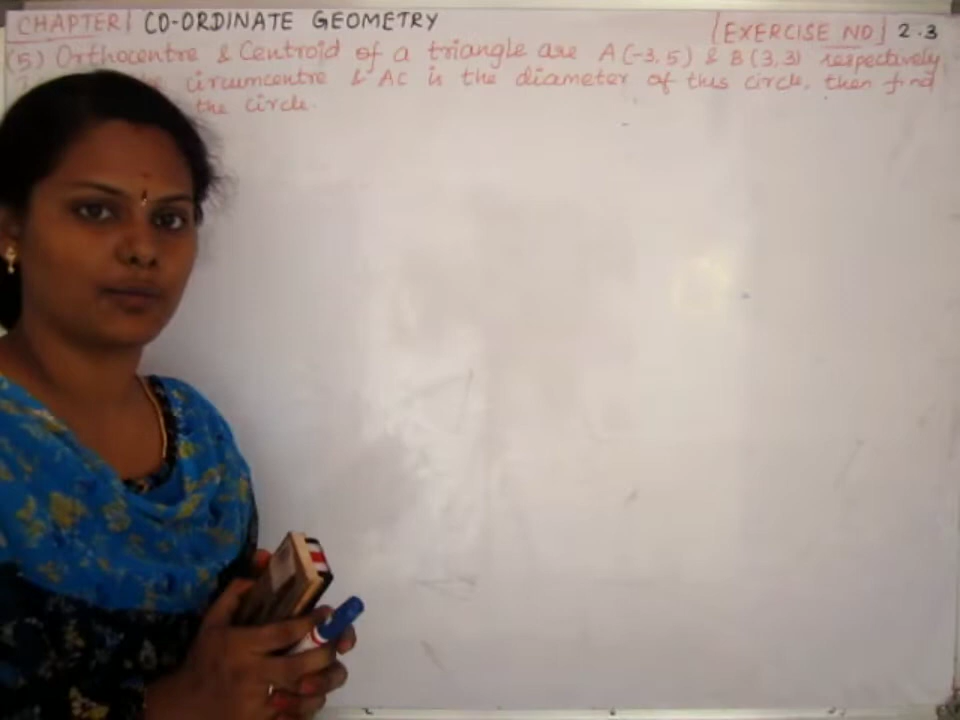 CHAPTER CO-ORDINATE GEOMETRY [EXERCISE NO] 2.3
(5) Orthocentre & Centroid of a triangle are A(-3, 5) & B(3, 3) respectively
circumcentre & AC is the diameter of this circle, then find
the circle.